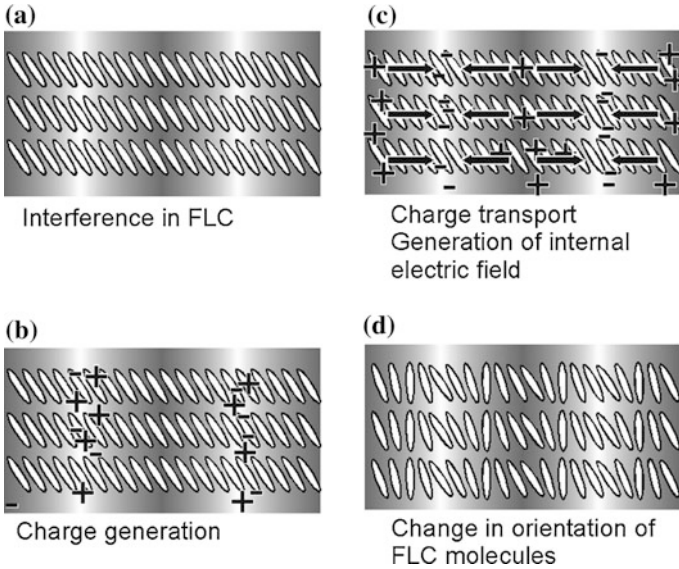 (a)
Interference in FLC
(b)
Charge generation
(c)
Charge transport
Generation of internal
electric field
(d)
Change in orientation of
FLC molecules